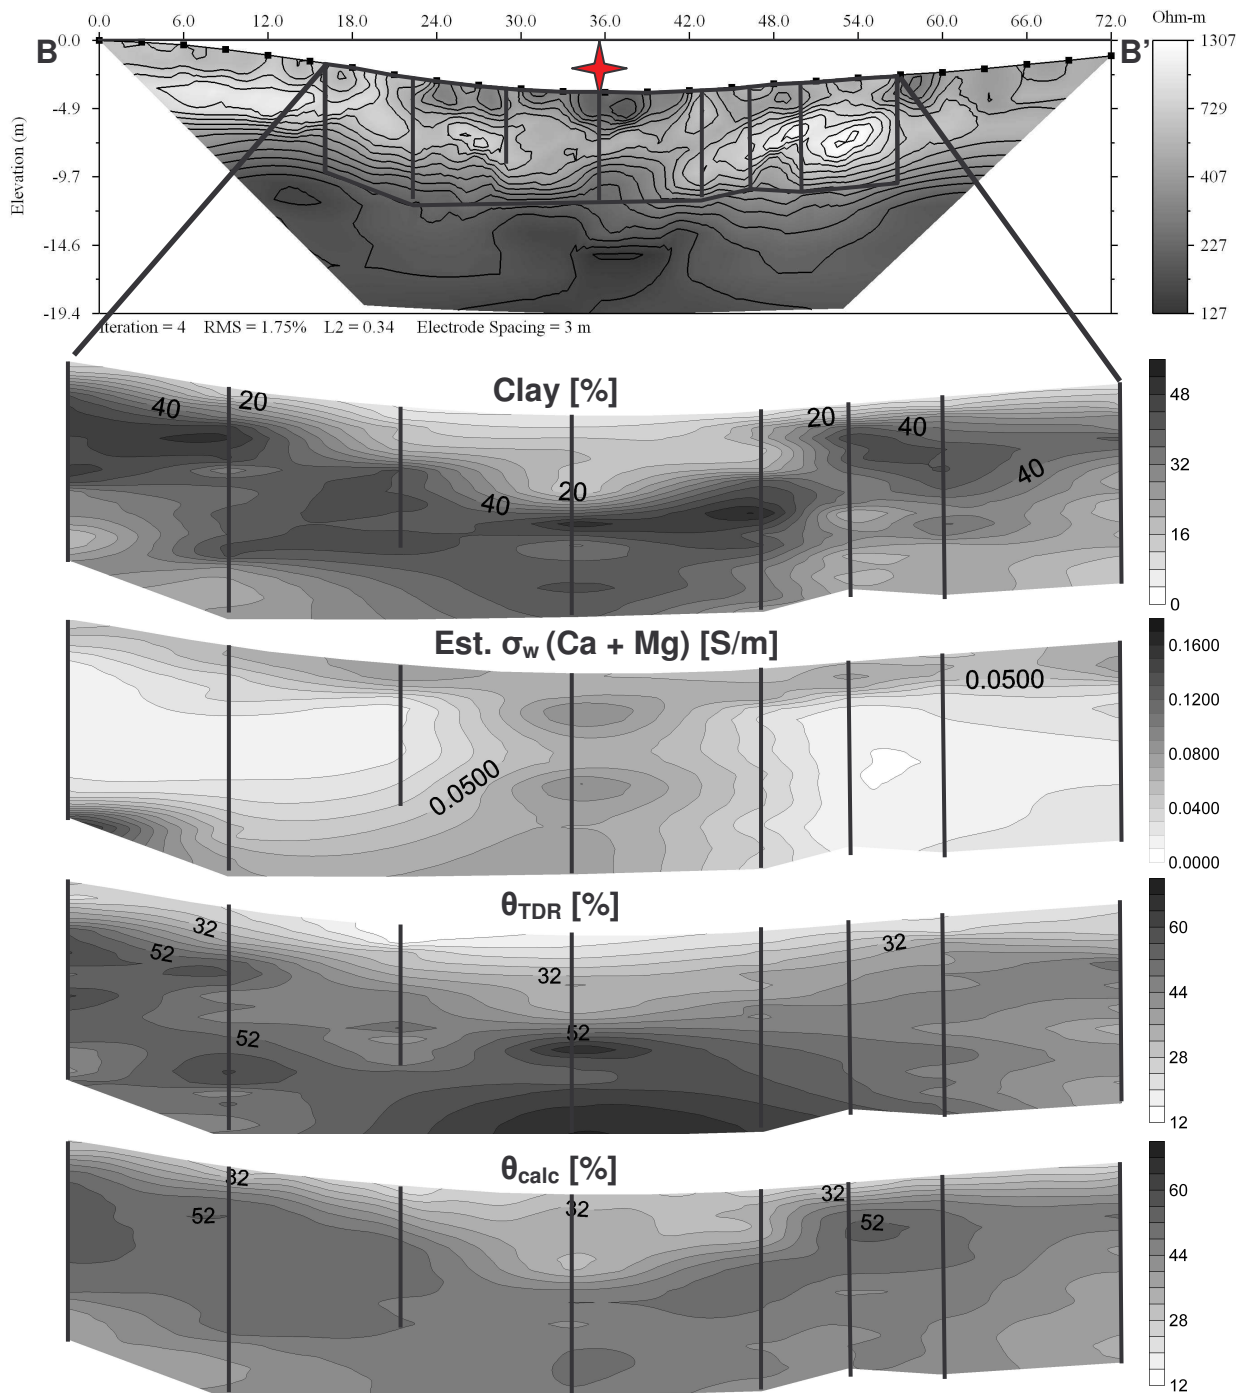 0.0 6.0 12.0 18.0 24.0 30.0 36.0 42.0 48.0 54.0 60.0 66.0 72.0 Ohm-m
B 0.0 B' 1307
-4.9 729
Elevation (m)
-9.7 407
-14.6 227
-19.4 127
Iteration = 4 RMS = 1.75% L2 = 0.34 Electrode Spacing = 3 m
Clay [%]
40 20 20 40 48
40 20 40 32
16
0
Est. σw (Ca + Mg) [S/m]
0.1600
0.0500 0.1200
0.0500 0.0800
0.0400
0.0000
θTDR [%]
32 60
52 32 32 44
52 52 28
12
θcalc [%]
32 32 32 60
52 52 44
28
12